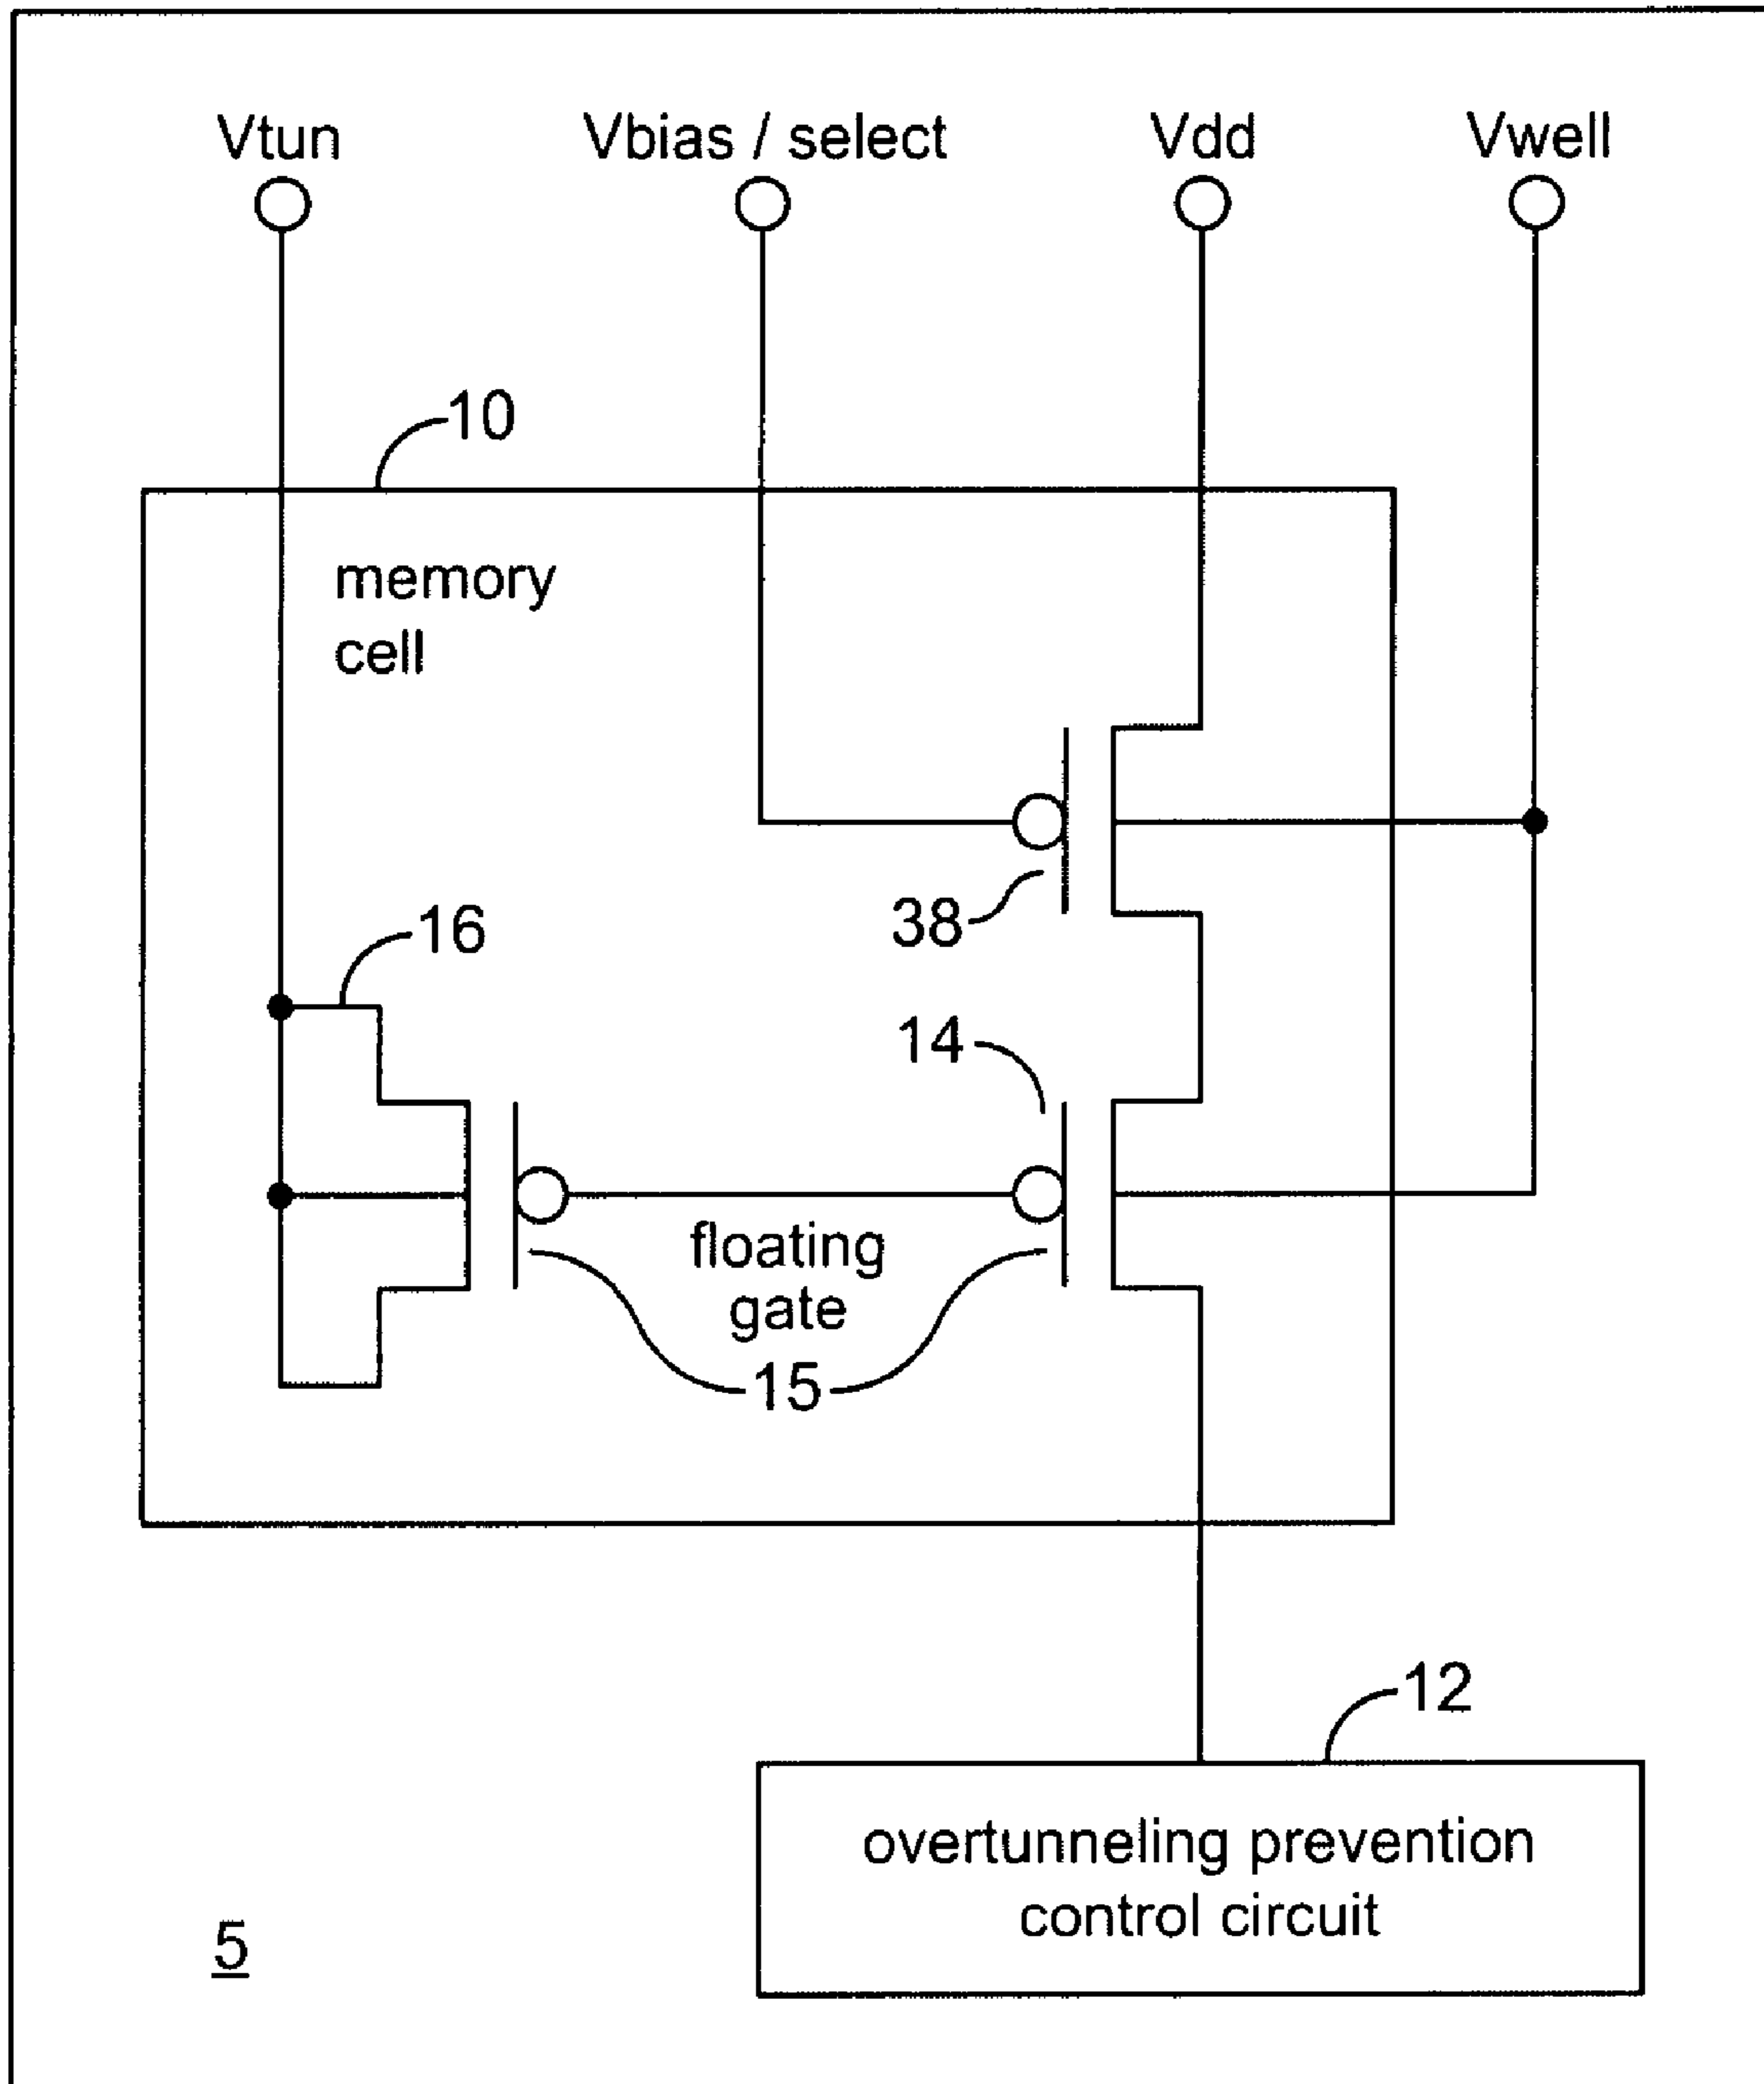 Vtun
Vbias / select
Vdd
Vwell
10
memory
cell
38
16
14
floating
gate
15
12
overtunneling prevention
control circuit
5